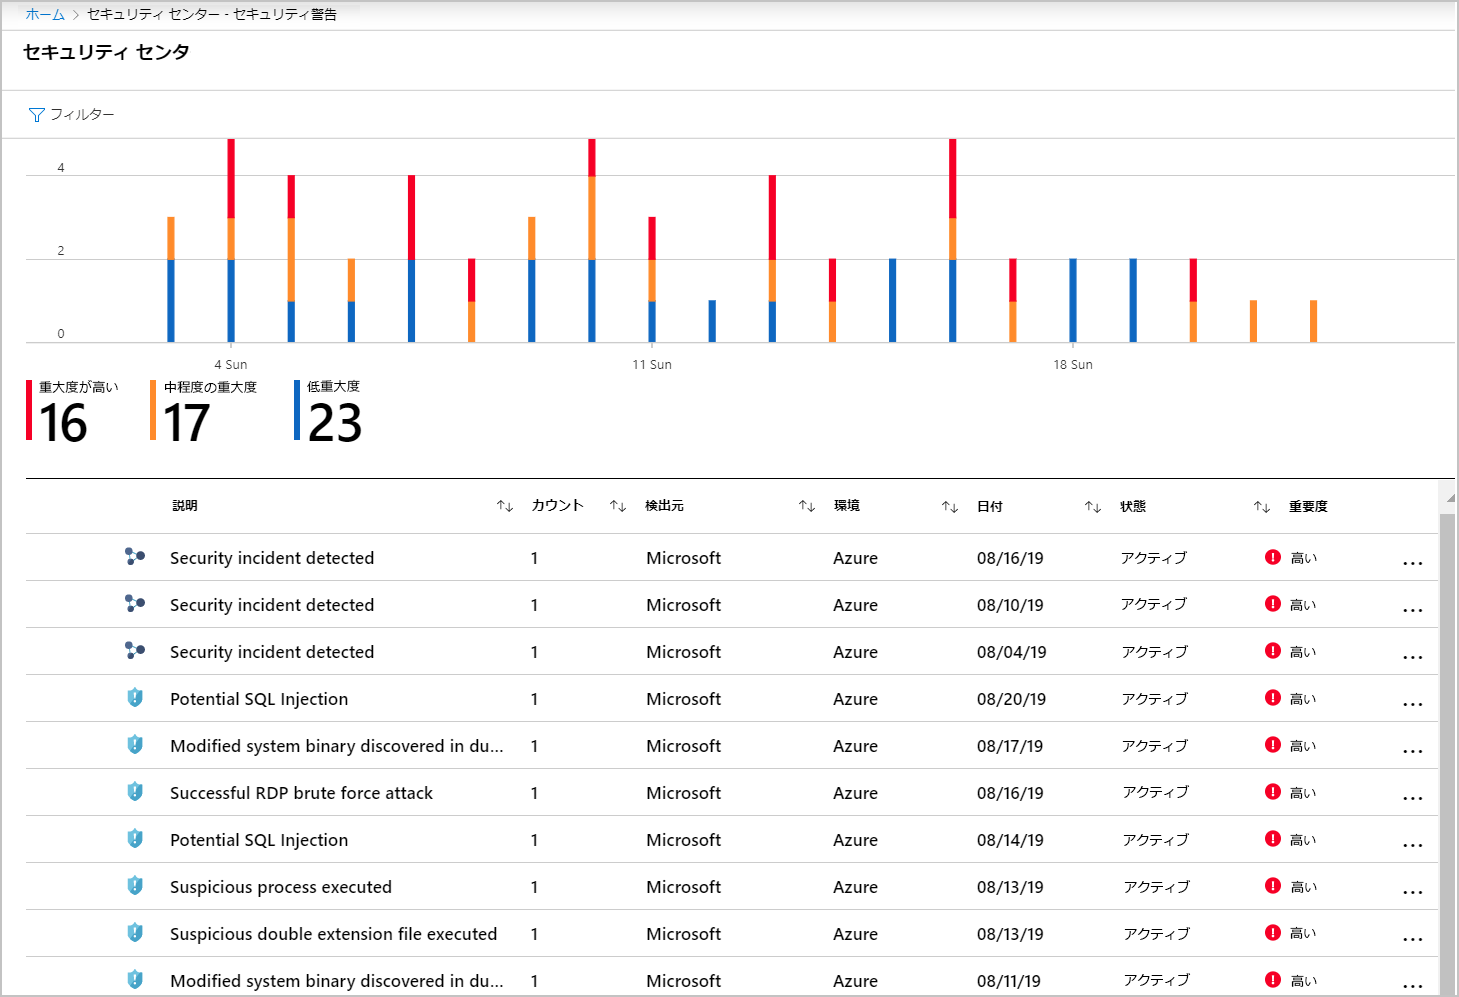 ホーム > セキュリティ センター - セキュリティ警告
セキュリティ センタ
フィルター
4
2
0
4 Sun 11 Sun 18 Sun
重大度が高い 中程度の重大度 低重大度
16 17 23
説明 カウント 検出元 環境 日付 状態 重要度
Security incident detected 1 Microsoft Azure 08/16/19 アクティブ 高い ...
Security incident detected 1 Microsoft Azure 08/10/19 アクティブ 高い ...
Security incident detected 1 Microsoft Azure 08/04/19 アクティブ 高い ...
Potential SQL Injection 1 Microsoft Azure 08/20/19 アクティブ 高い ...
Modified system binary discovered in du... 1 Microsoft Azure 08/17/19 アクティブ 高い ...
Successful RDP brute force attack 1 Microsoft Azure 08/16/19 アクティブ 高い ...
Potential SQL Injection 1 Microsoft Azure 08/14/19 アクティブ 高い ...
Suspicious process executed 1 Microsoft Azure 08/13/19 アクティブ 高い ...
Suspicious double extension file executed 1 Microsoft Azure 08/13/19 アクティブ 高い ...
Modified system binary discovered in du... 1 Microsoft Azure 08/11/19 アクティブ 高い ...